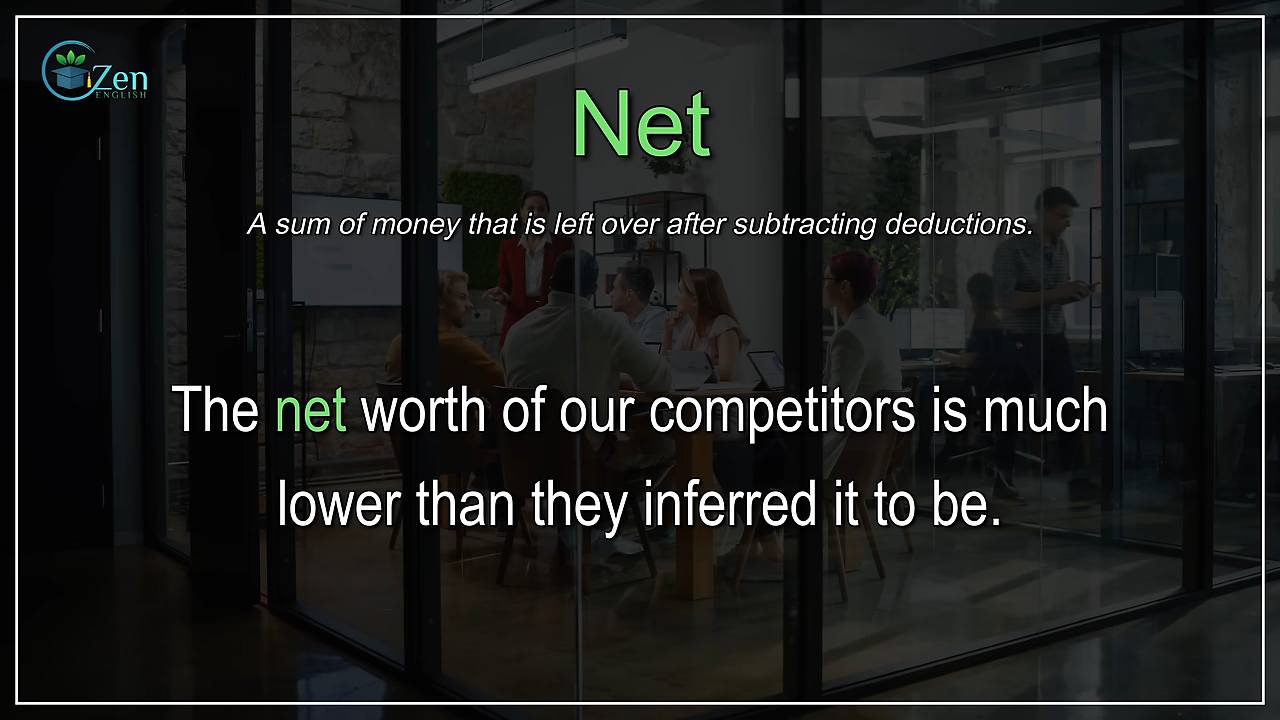 Zen
ENGLISH
Net
A sum of money that is left over after subtracting deductions.
The net worth of our competitors is much
lower than they inferred it to be.